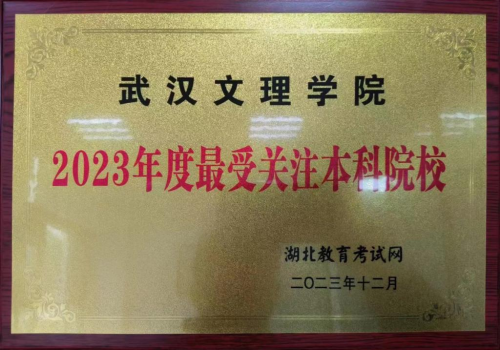 武汉文理学院
2023年度最受关注本科院校
湖北教育考试网
二〇二三年十二月